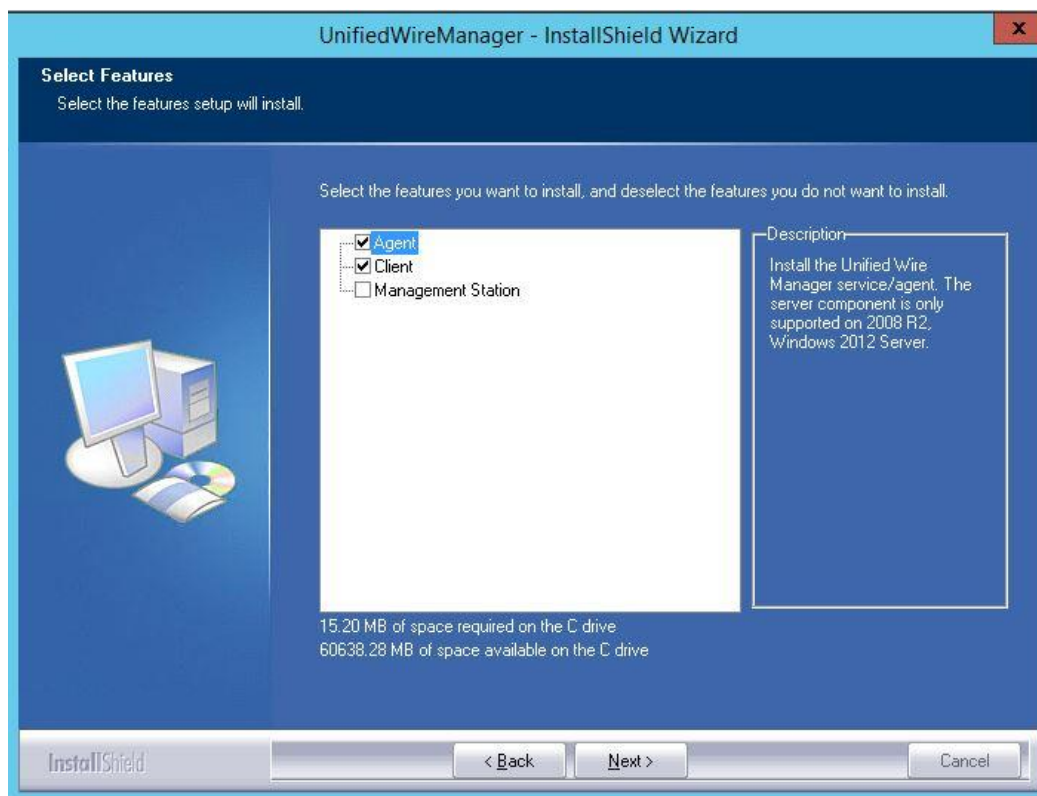 UnifiedWireManager - InstallShield Wizard
x
Select Features
Select the features setup will install.
Select the features you want to install, and deselect the features you do not want to install.
Agent
Client
Management Station
Description
Install the Unified Wire
Manager service/agent. The
server component is only
supported on 2008 R2,
Windows 2012 Server.
15.20 MB of space required on the C drive
60638.28 MB of space available on the C drive
InstallShield
< Back
Next >
Cancel